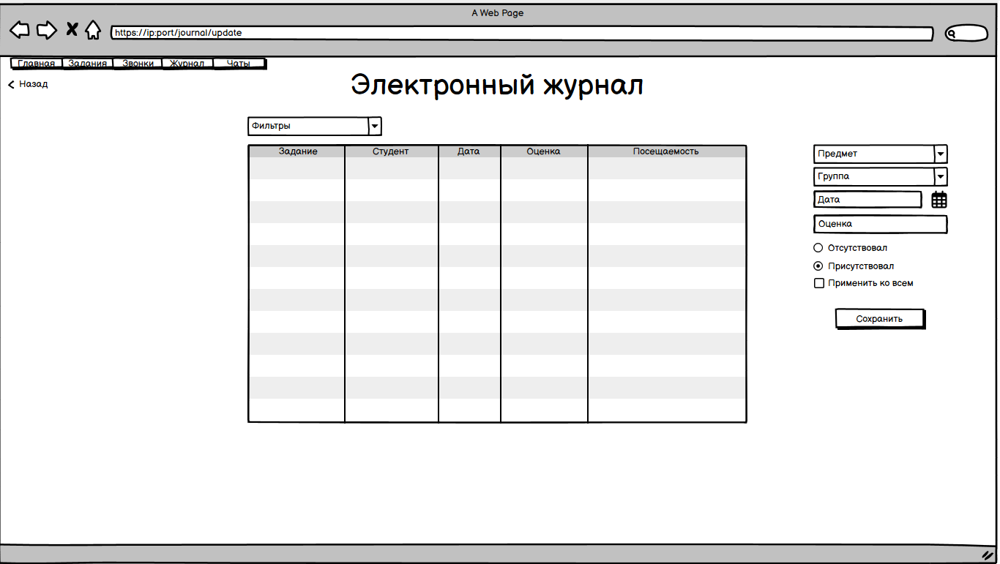 A Web Page
https://ip:port/journal/update
Главная Задания Звонки Журнал Чаты
Назад
Электронный журнал
Фильтры
Задание Студент Дата Оценка Посещаемость
Предмет
Группа
Дата
Оценка
Отсутствовал
Присутствовал
Применить ко всем
Сохранить